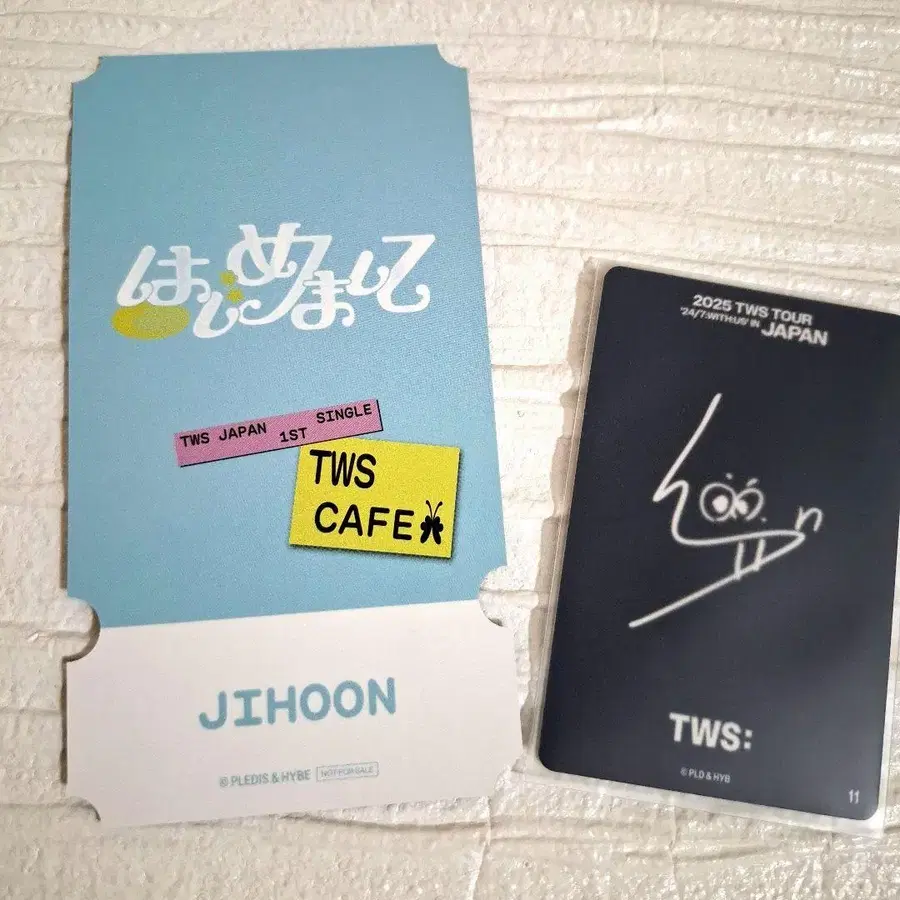 はじめまして
TWS JAPAN 1ST SINGLE
TWS
CAFE
JIHOON
© PLEDIS & HYBE NOT FOR SALE
2025 TWS TOUR
'24/7:WITH:US' IN JAPAN
TWS:
© PLD & HYB
11